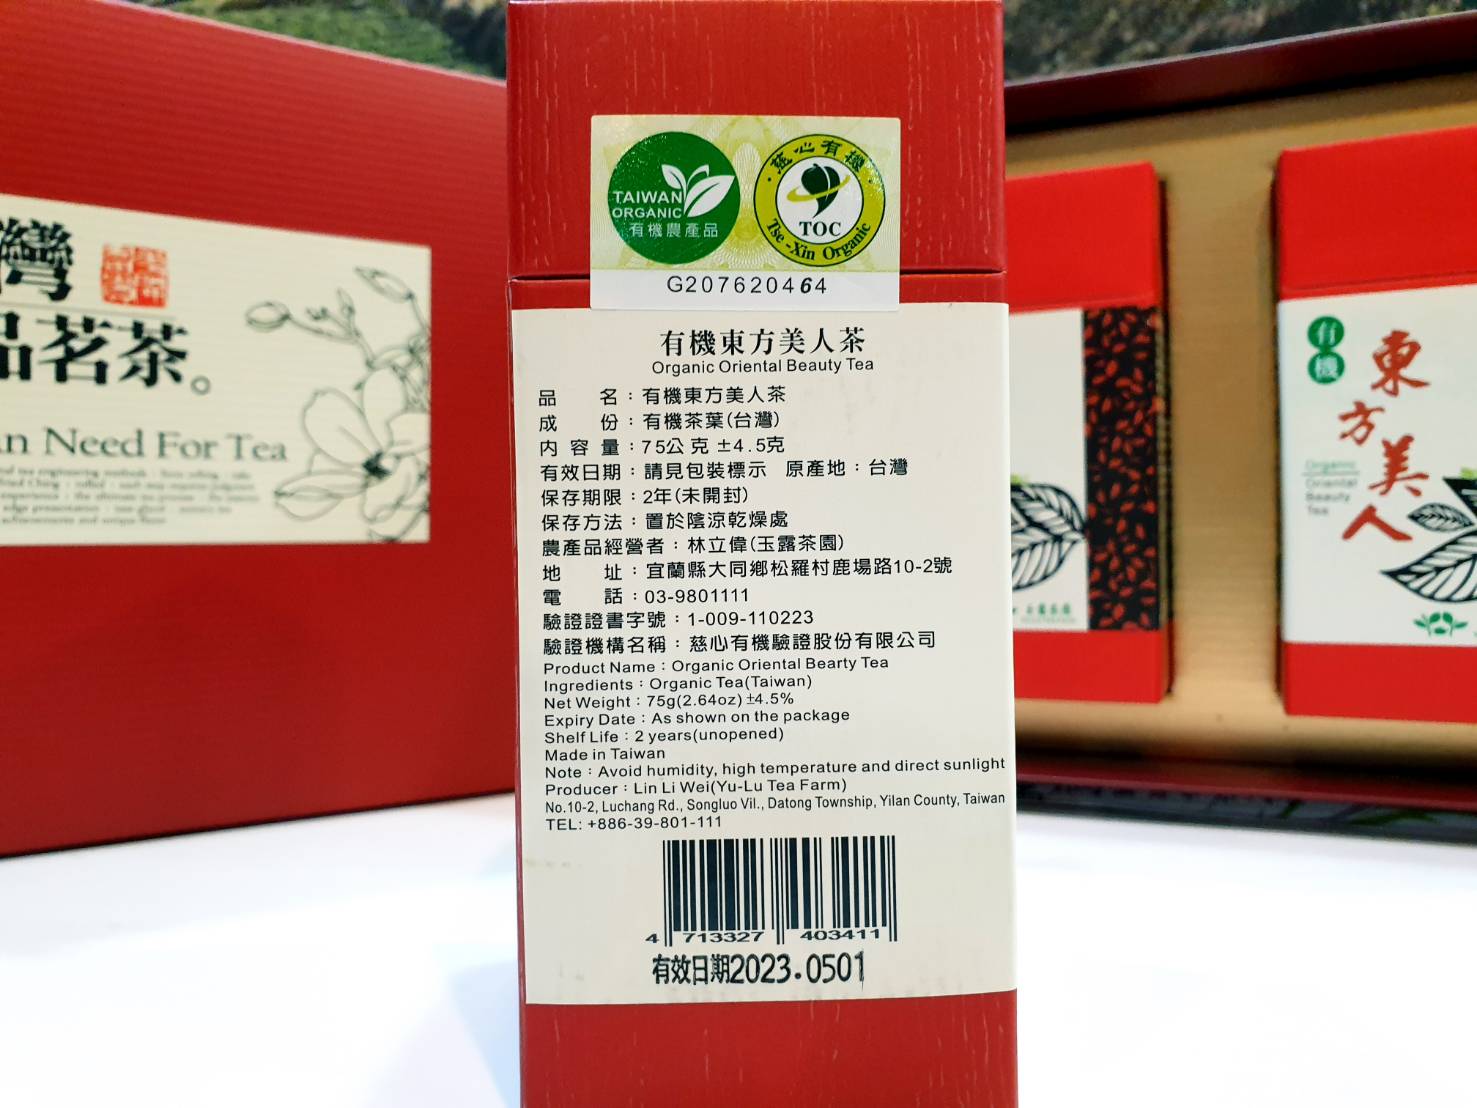 灣
品茗茶。
Need For Tea
TAIWAN
ORGANIC
有機農產品
慈心有機
TOC
Tse-Xin Organic
G207620464
有機東方美人茶
Organic Oriental Beauty Tea
品 名：有機東方美人茶
成 份：有機茶葉(台灣)
內容量：75公克±4.5克
有效日期：請見包裝標示 原產地：台灣
保存期限：2年(未開封)
保存方法：置於陰涼乾燥處
農產品經營者：林立偉(玉露茶園)
地 址：宜蘭縣大同鄉松羅村鹿場路10-2號
電 話：03-9801111
驗證證書字號：1-009-110223
驗證機構名稱：慈心有機驗證股份有限公司
Product Name：Organic Oriental Bearty Tea
Ingredients：Organic Tea(Taiwan)
Net Weight：75g(2.64oz)±4.5%
Expiry Date：As shown on the package
Shelf Life：2 years(unopened)
Made in Taiwan
Note：Avoid humidity, high temperature and direct sunlight
Producer：Lin Li Wei(Yu-Lu Tea Farm)
No.10-2, Luchang Rd., Songluo Vil., Datong Township, Yilan County, Taiwan
TEL: +886-39-801-111
4 713327 403411
有效日期2023.0501
有機
東方美人
Organic
Oriental
Beauty
Tea